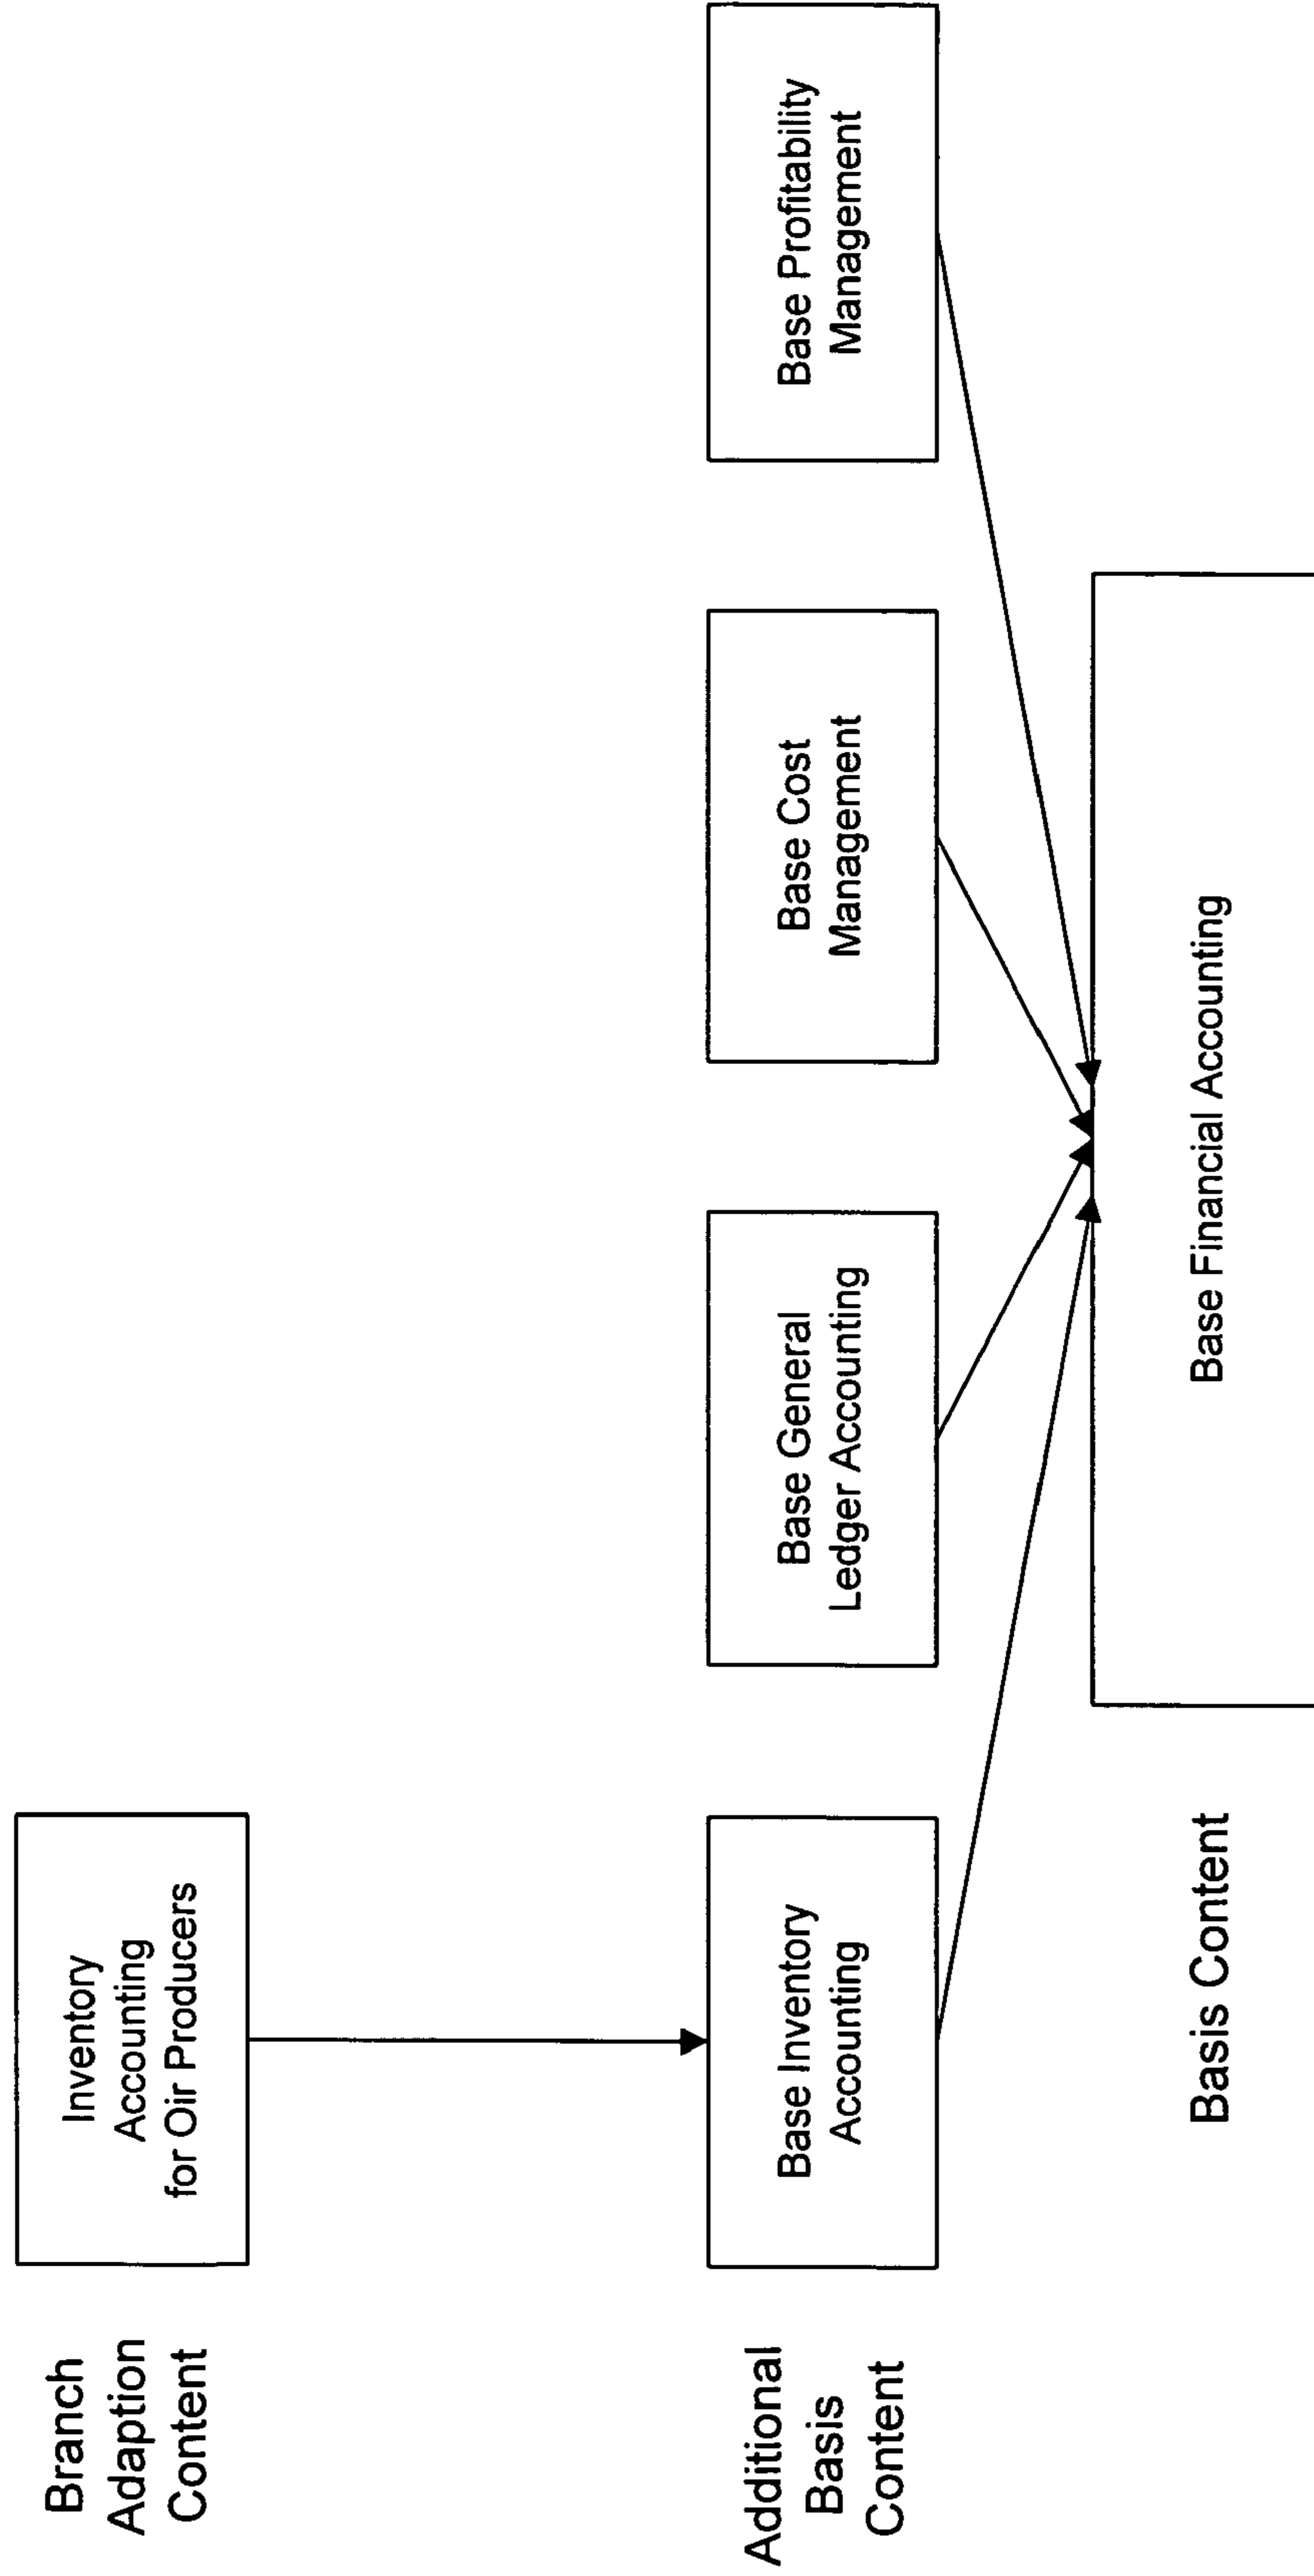 Branch
Adaption
Content
Inventory
Accounting
for Oir Producers
Additional
Basis
Content
Base Inventory
Accounting
Base General
Ledger Accounting
Base Cost
Management
Base Profitability
Management
Basis Content
Base Financial Accounting